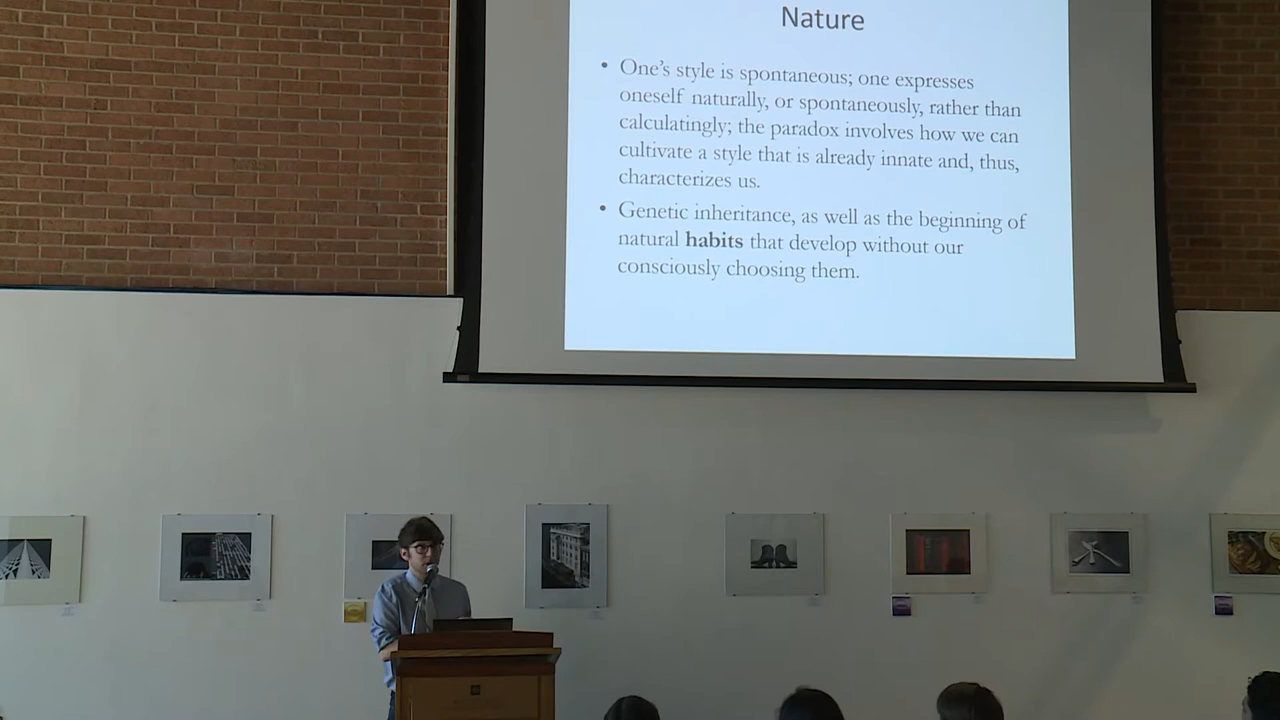 Nature
• One’s style is spontaneous; one expresses
oneself naturally, or spontaneously, rather than
calculatingly; the paradox involves how we can
cultivate a style that is already innate and, thus,
characterizes us.
• Genetic inheritance, as well as the beginning of
natural habits that develop without our
consciously choosing them.